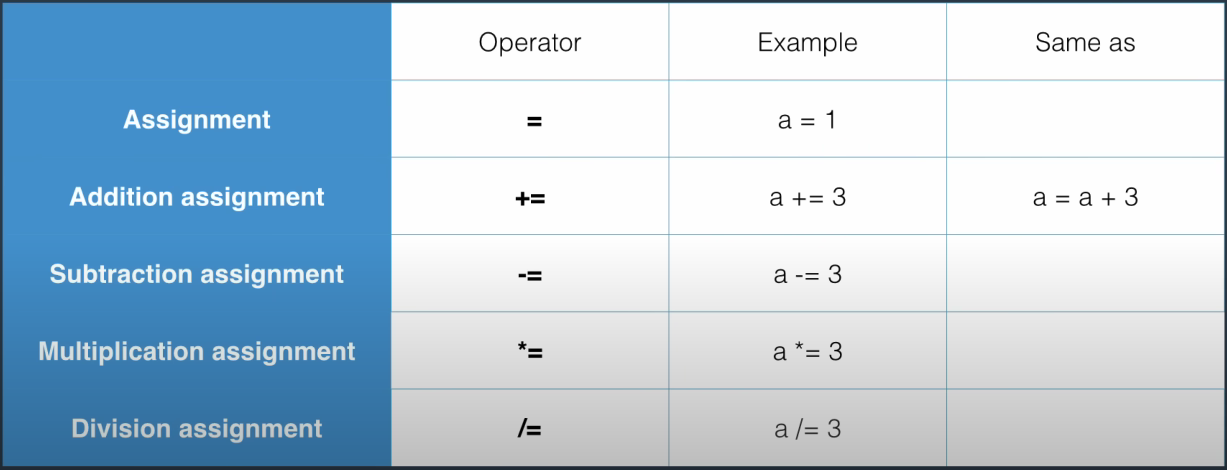 Operator Example Same as
Assignment = a = 1
Addition assignment += a += 3 a = a + 3
Subtraction assignment -= a -= 3
Multiplication assignment *= a *= 3
Division assignment /= a /= 3